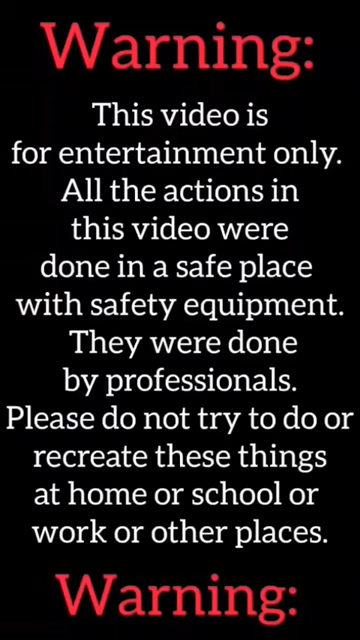 Warning:
This video is
for entertainment only.
All the actions in
this video were
done in a safe place
with safety equipment.
They were done
by professionals.
Please do not try to do or
recreate these things
at home or school or
work or other places.
Warning: